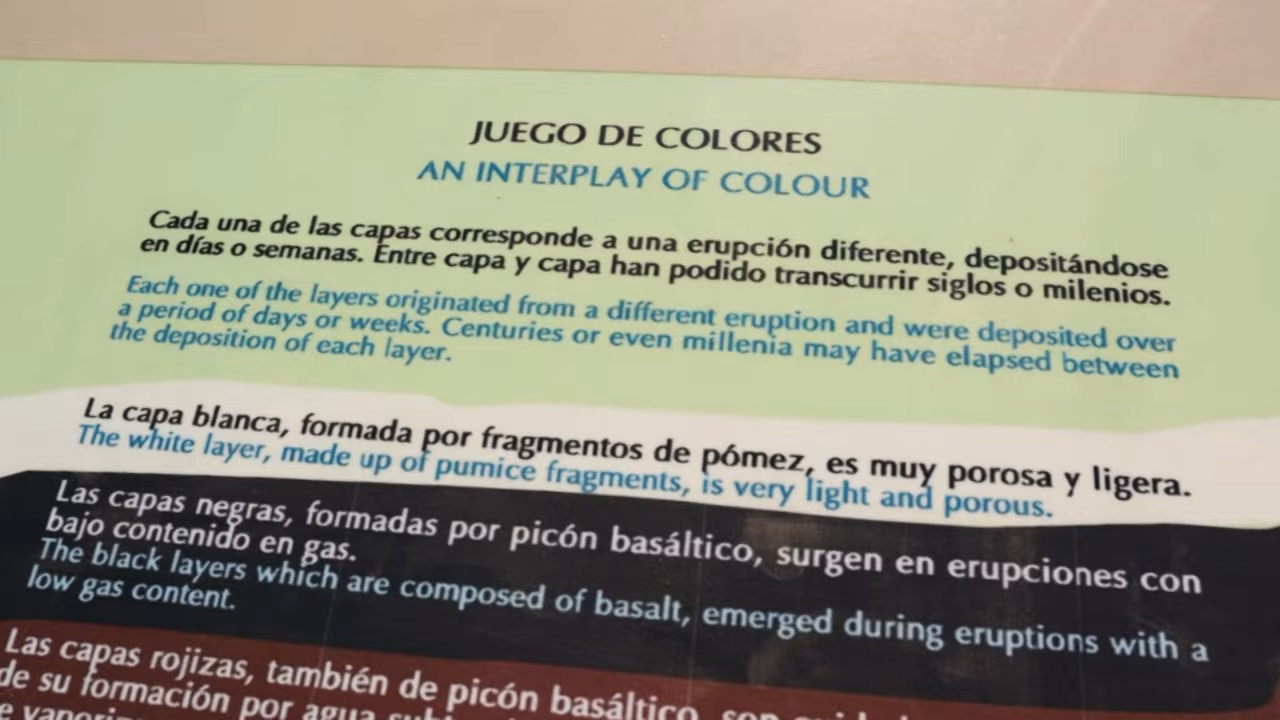 JUEGO DE COLORES
AN INTERPLAY OF COLOUR
Cada una de las capas corresponde a una erupción diferente, depositándose
en días o semanas. Entre capa y capa han podido transcurrir siglos o milenios.
Each one of the layers originated from a different eruption and were deposited over
a period of days or weeks. Centuries or even millenia may have elapsed between
the deposition of each layer.
La capa blanca, formada por fragmentos de pómez, es muy porosa y ligera.
The white layer, made up of pumice fragments, is very light and porous.
Las capas negras, formadas por picón basáltico, surgen en erupciones con
bajo contenido en gas.
The black layers which are composed of basalt, emerged during eruptions with a
low gas content.
Las capas rojizas, también de picón basáltico, son
de su formación por agua